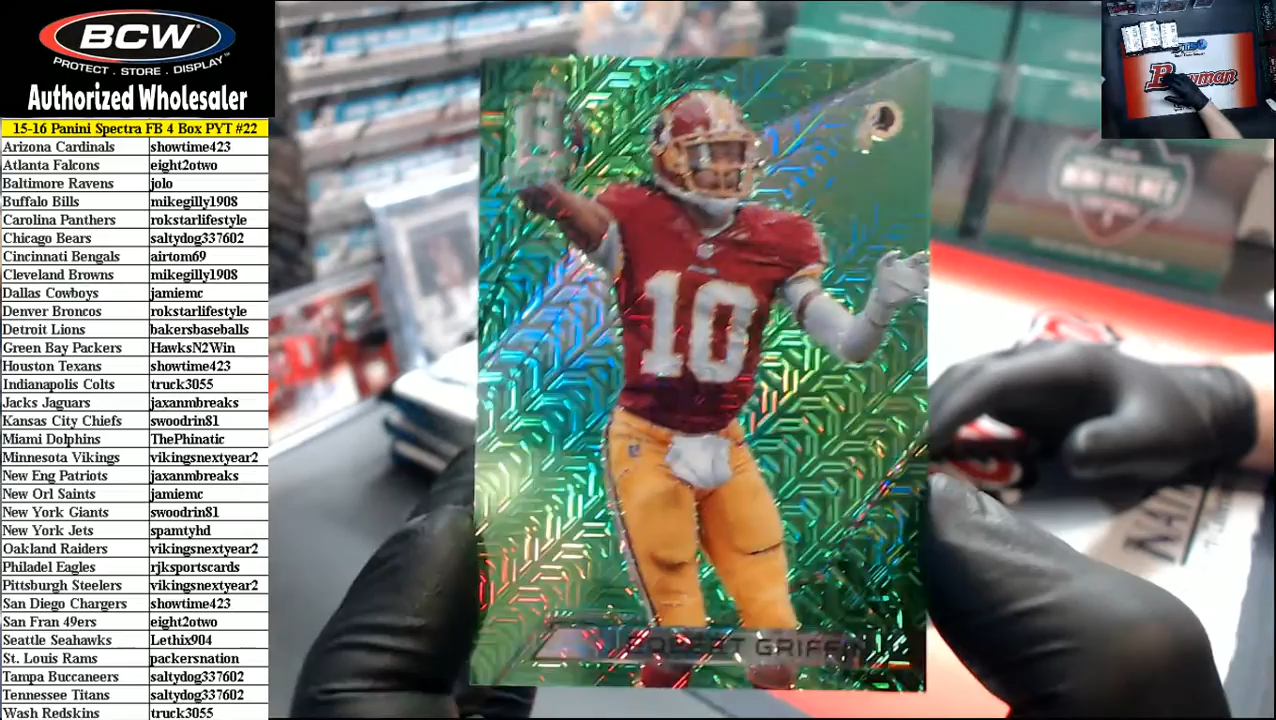 BCW
PROTECT. STORE. DISPLAY.
Authorized Wholesaler
15-16 Panini Spectra FB 4 Box PYT #22
Arizona Cardinals showtime423
Atlanta Falcons eight2otwo
Baltimore Ravens jolo
Buffalo Bills mikegilly1908
Carolina Panthers rokstarlifestyle
Chicago Bears saltydog337602
Cincinnati Bengals airtom69
Cleveland Browns mikegilly1908
Dallas Cowboys jamiemc
Denver Broncos rokstarlifestyle
Detroit Lions bakersbaseballs
Green Bay Packers HawksN2Win
Houston Texans showtime423
Indianapolis Colts truck3055
Jacks Jaguars jaxanmbreaks
Kansas City Chiefs swoodrin81
Miami Dolphins ThePhinatic
Minnesota Vikings vikingsnextyear2
New Eng Patriots jaxanmbreaks
New Orl Saints jamiemc
New York Giants swoodrin81
New York Jets spamtyhd
Oakland Raiders vikingsnextyear2
Philadel Eagles rjksportscards
Pittsburgh Steelers vikingsnextyear2
San Diego Chargers showtime423
San Fran 49ers eight2otwo
Seattle Seahawks Lethix904
St. Louis Rams packersnation
Tampa Buccaneers saltydog337602
Tennessee Titans saltydog337602
Wash Redskins truck3055
10
ROBERT GRIFFIN
Bowman
MINI HELMET